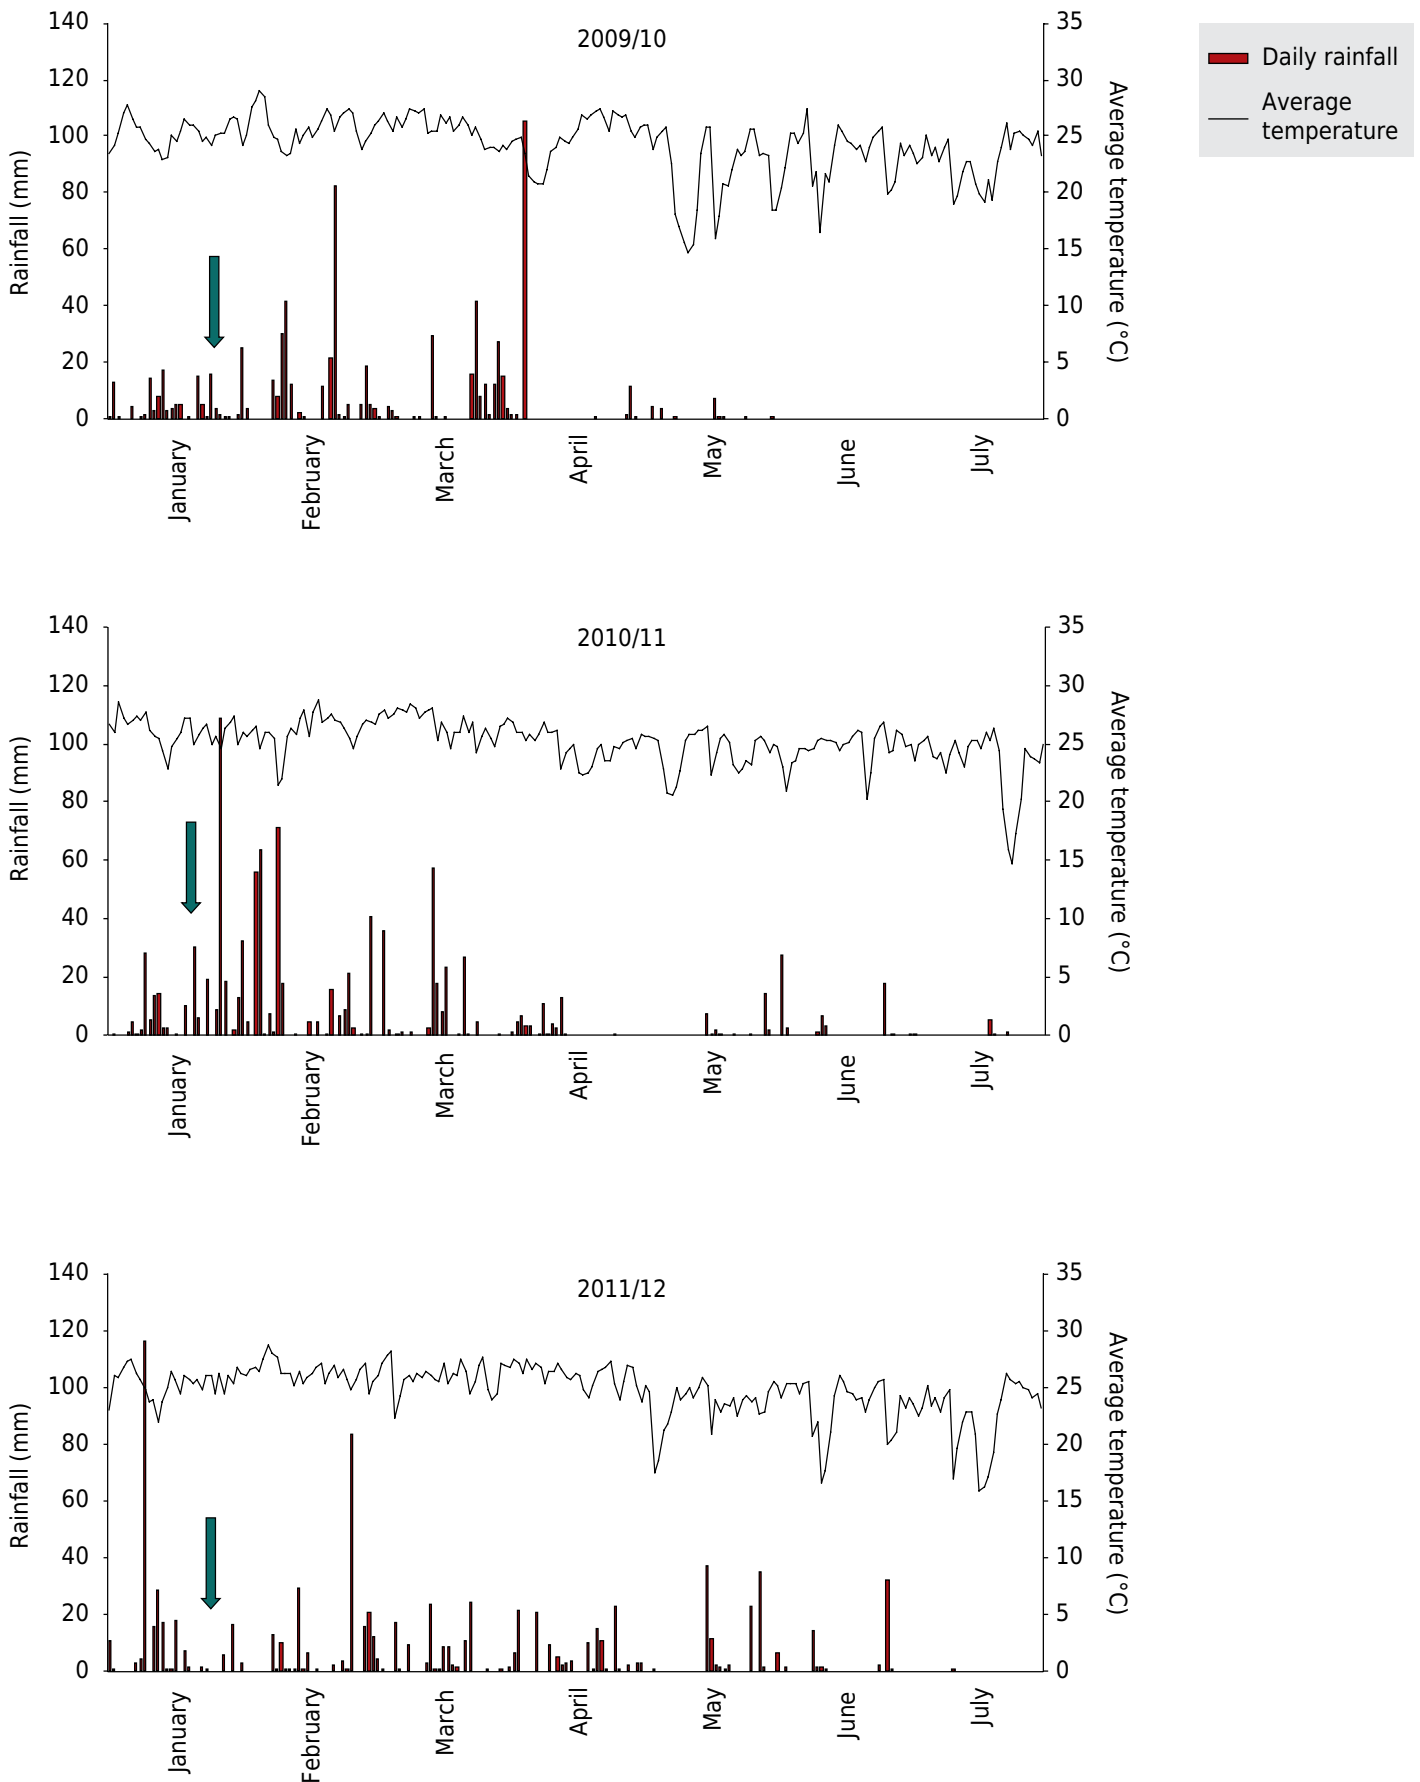 2009/10
140
120
100
80
60
40
20
0
Rainfall (mm)
35
30
25
20
15
10
5
0
Average temperature (°C)
January
February
March
April
May
June
July
Daily rainfall
Average
temperature
2010/11
140
120
100
80
60
40
20
0
Rainfall (mm)
35
30
25
20
15
10
5
0
Average temperature (°C)
January
February
March
April
May
June
July
2011/12
140
120
100
80
60
40
20
0
Rainfall (mm)
35
30
25
20
15
10
5
0
Average temperature (°C)
January
February
March
April
May
June
July